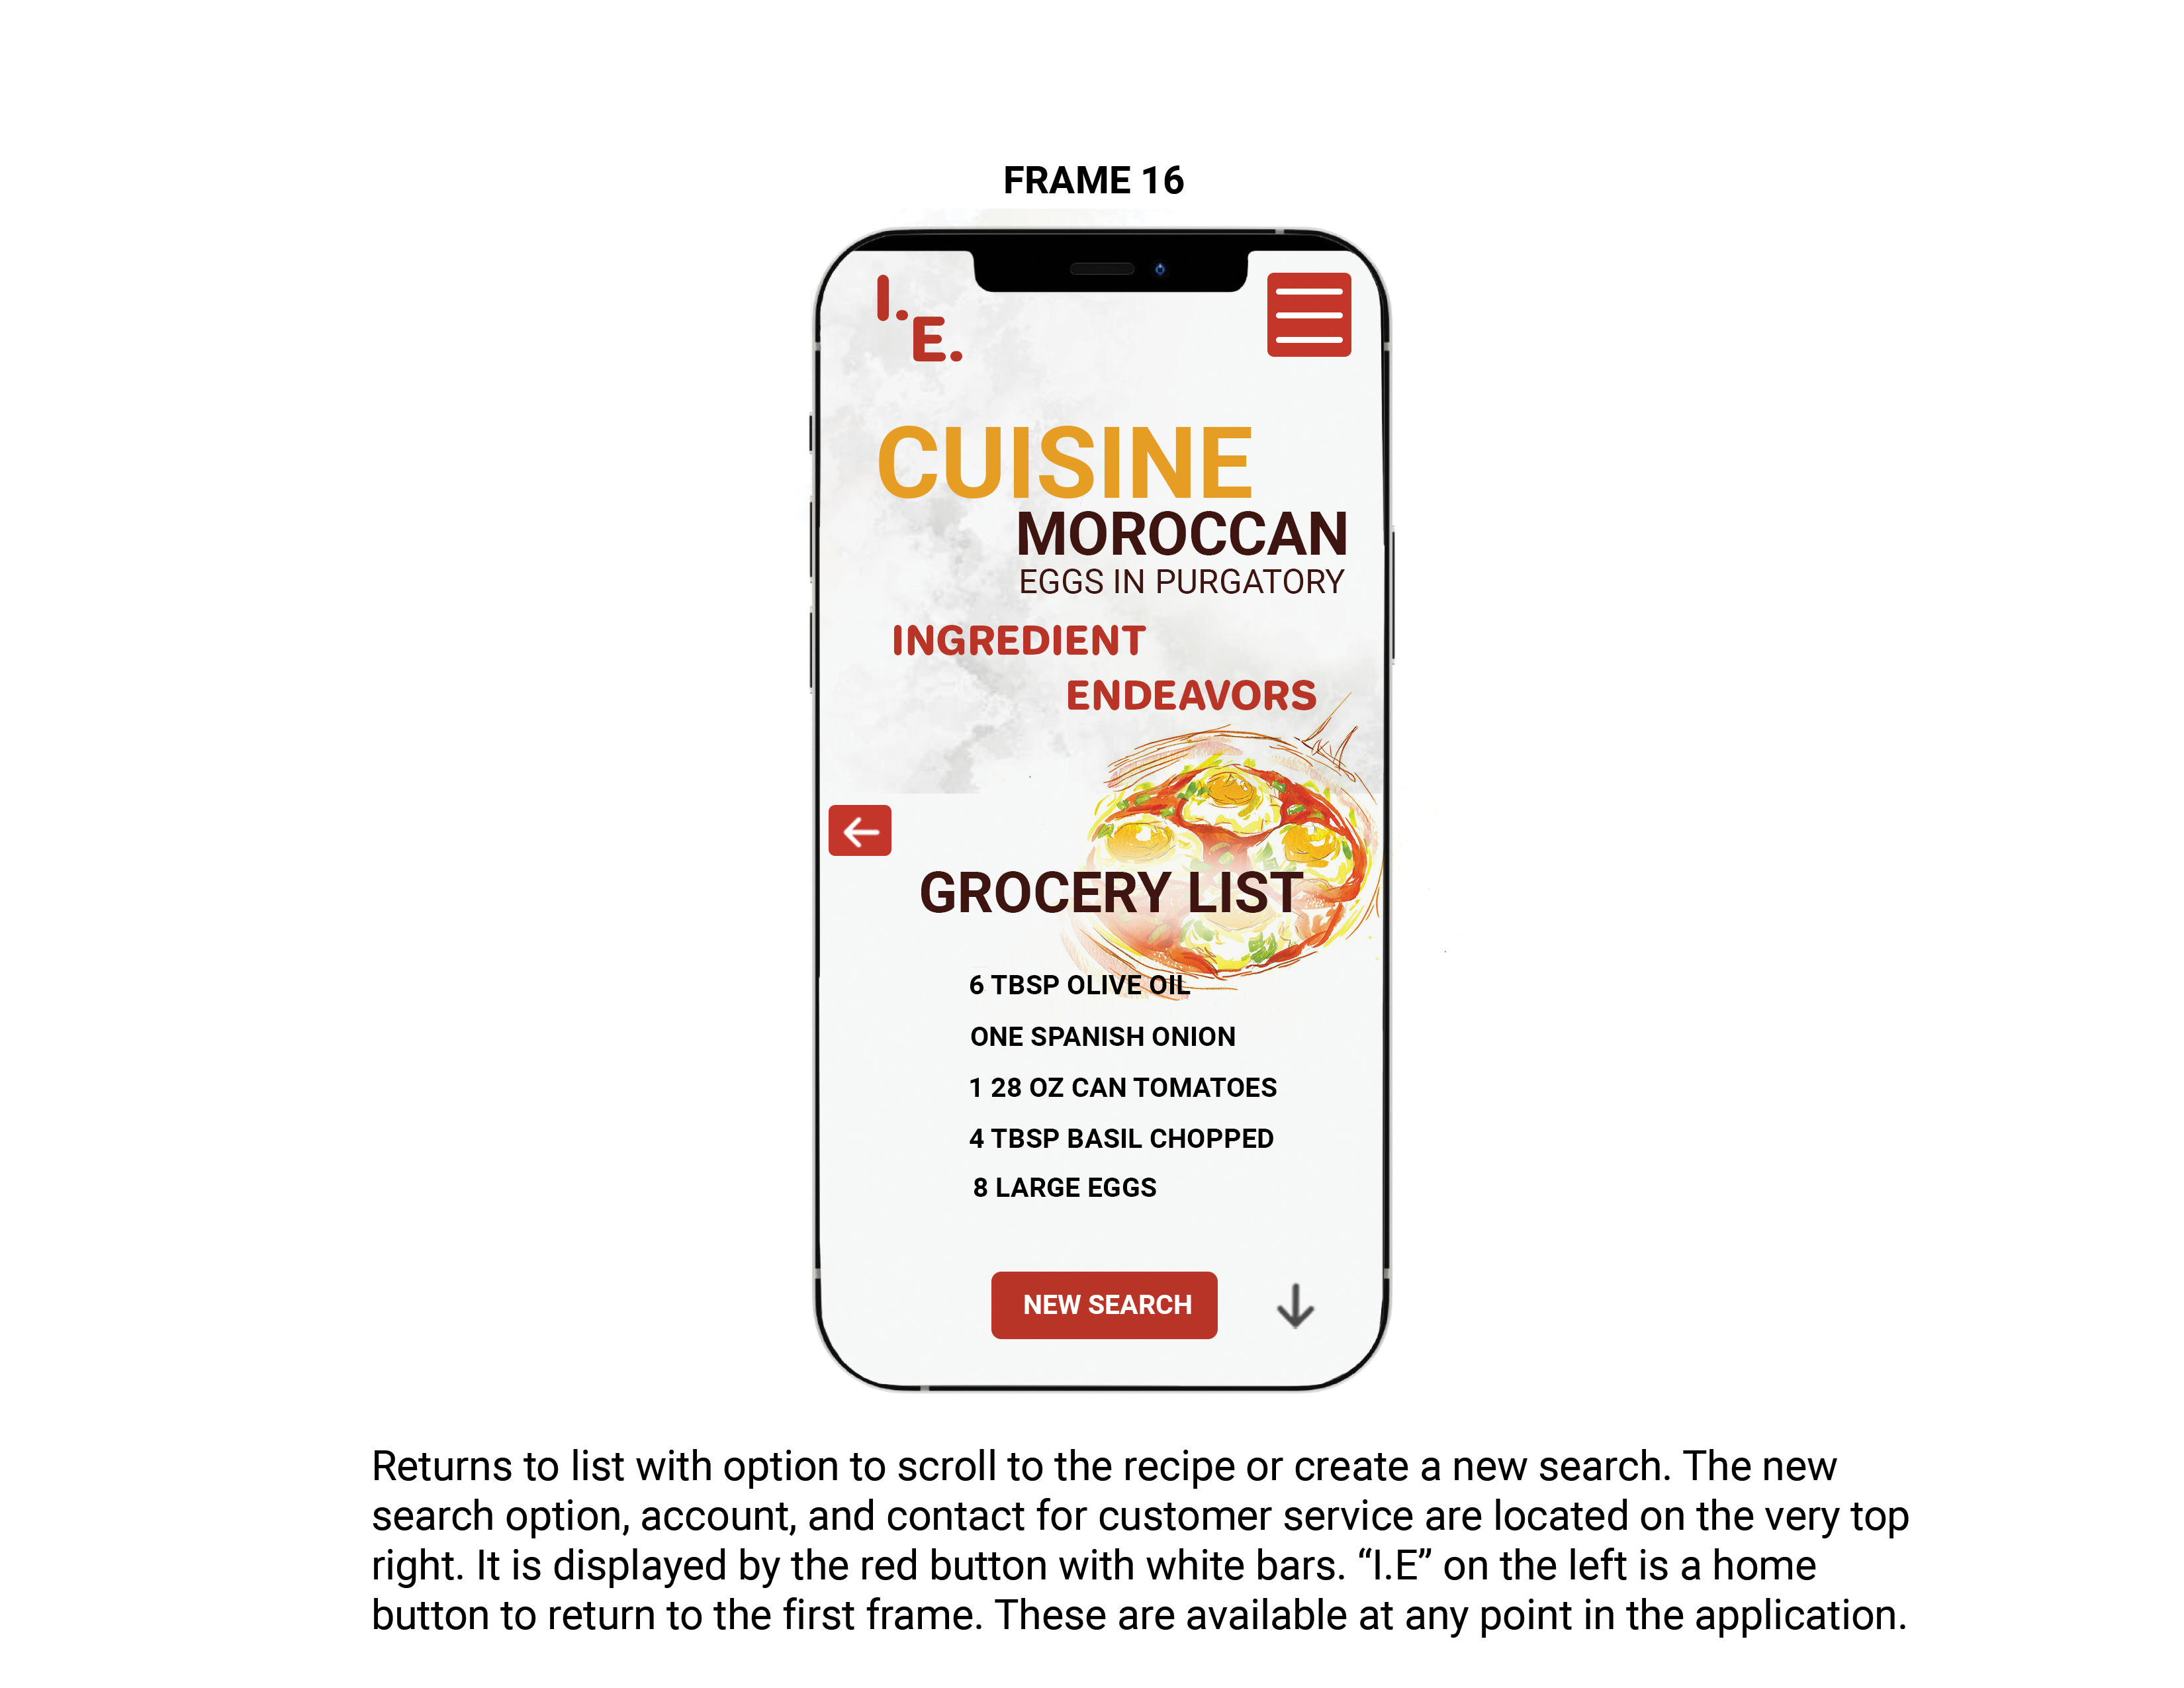 FRAME 16
I.
E.
CUISINE
MOROCCAN
EGGS IN PURGATORY
INGREDIENT
ENDEAVORS
GROCERY LIST
6 TBSP OLIVE OIL
ONE SPANISH ONION
1 28 OZ CAN TOMATOES
4 TBSP BASIL CHOPPED
8 LARGE EGGS
NEW SEARCH
Returns to list with option to scroll to the recipe or create a new search. The new
search option, account, and contact for customer service are located on the very top
right. It is displayed by the red button with white bars. “I.E” on the left is a home
button to return to the first frame. These are available at any point in the application.